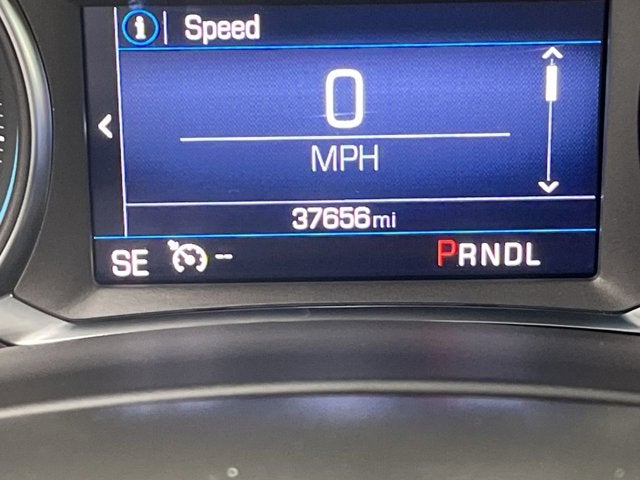 i Speed
0
MPH
37656mi
SE -- PRNDL